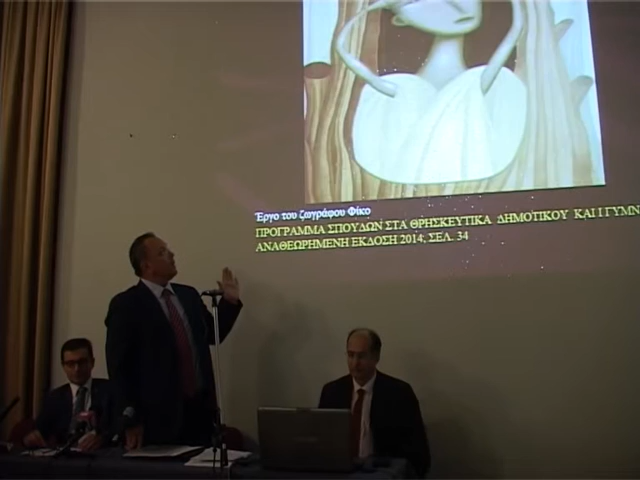 Έργο του ζωγράφου Φίκο
ΠΡΟΓΡΑΜΜΑ ΣΠΟΥΔΩΝ ΣΤΑ ΘΡΗΣΚΕΥΤΙΚΑ ΔΗΜΟΤΙΚΟΥ ΚΑΙ ΓΥΜΝ
ΑΝΑΘΕΩΡΗΜΕΝΗ ΕΚΔΟΣΗ 2014, ΣΕΛ. 34